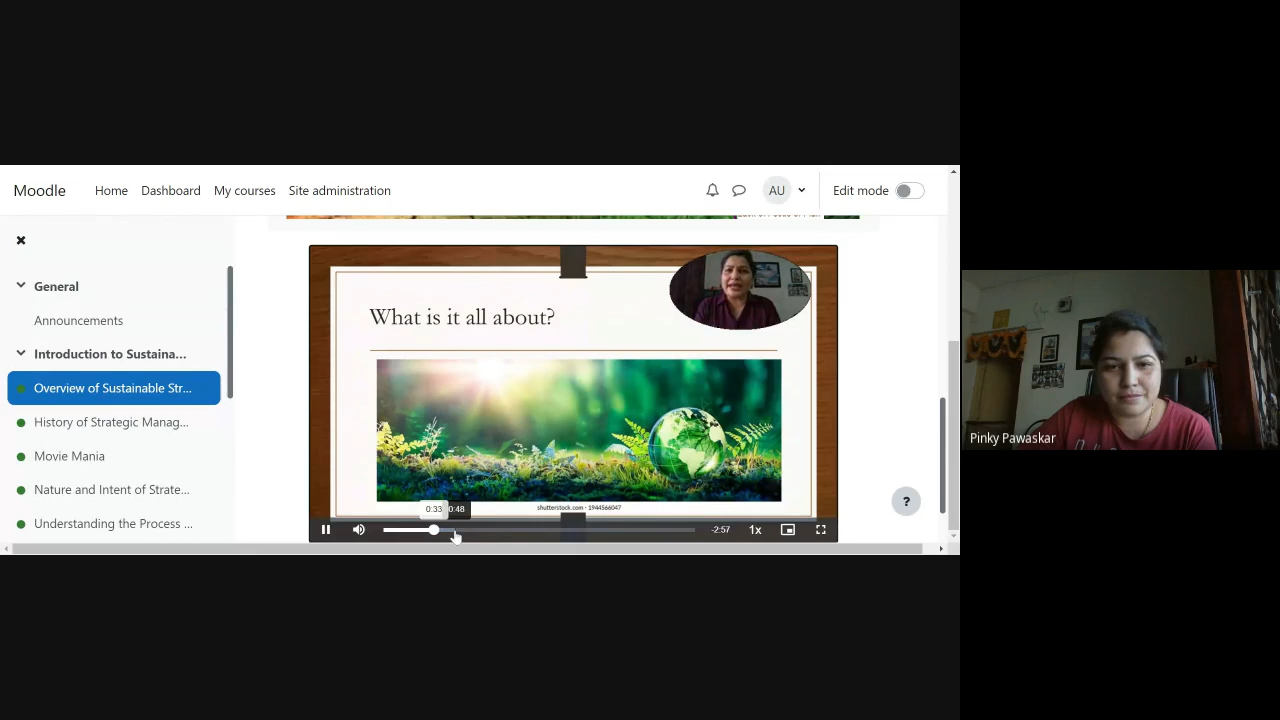 Moodle
Home
Dashboard
My courses
Site administration
AU
Edit mode
General
Announcements
Introduction to Sustaina...
Overview of Sustainable Str...
History of Strategic Manag...
Movie Mania
Nature and Intent of Strate...
Understanding the Process ...
What is it all about?
shutterstock.com · 1944566047
0:33
0:48
-2:57
1x
?
Pinky Pawaskar